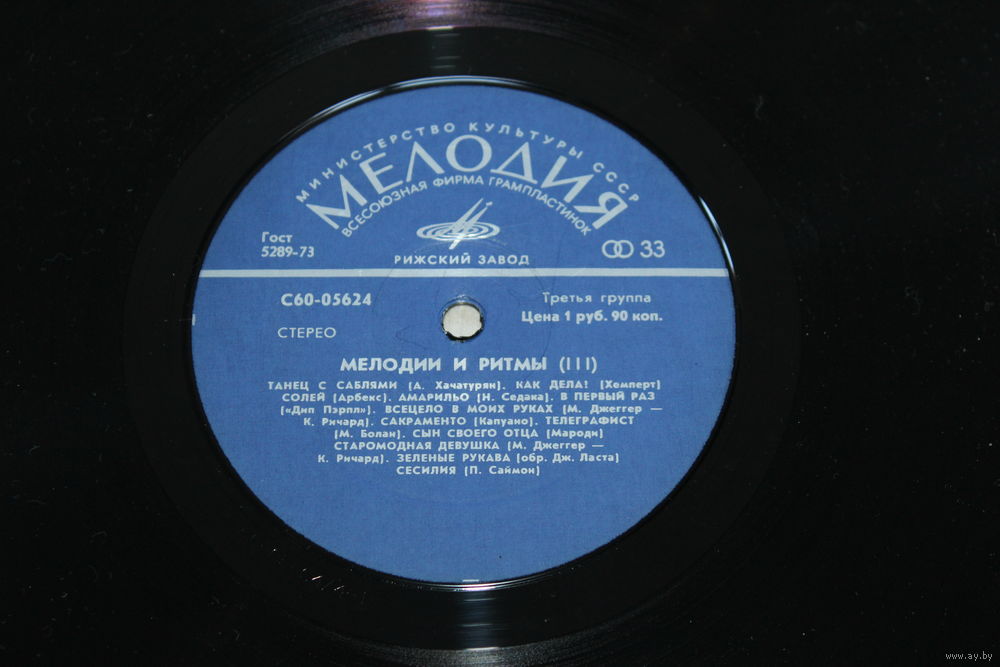 МИНИСТЕРСТВО КУЛЬТУРЫ СССР
МЕЛОДИЯ
ВСЕСОЮЗНАЯ ФИРМА ГРАМПЛАСТИНОК
Гост
5289-73
33
РИЖСКИЙ ЗАВОД
С60-05624
Третья группа
Цена 1 руб. 90 коп.
СТЕРЕО
МЕЛОДИИ И РИТМЫ (III)
ТАНЕЦ С САБЛЯМИ (А. Хачатурян). КАК ДЕЛА! (Хемперт)
СОЛЕЙ (Арбекс). АМАРИЛЬО (Н. Седака). В ПЕРВЫЙ РАЗ
(«Дип Пэрпл»). ВСЕЦЕЛО В МОИХ РУКАХ (М. Джеггер —
К. Ричард). САКРАМЕНТО (Капуано). ТЕЛЕГРАФИСТ
(М. Болан). СЫН СВОЕГО ОТЦА (Мароди)
СТАРОМОДНАЯ ДЕВУШКА (М. Джеггер —
К. Ричард). ЗЕЛЕНЫЕ РУКАВА (обр. Дж. Ласта)
СЕСИЛИЯ (П. Саймон)
www.ay.by